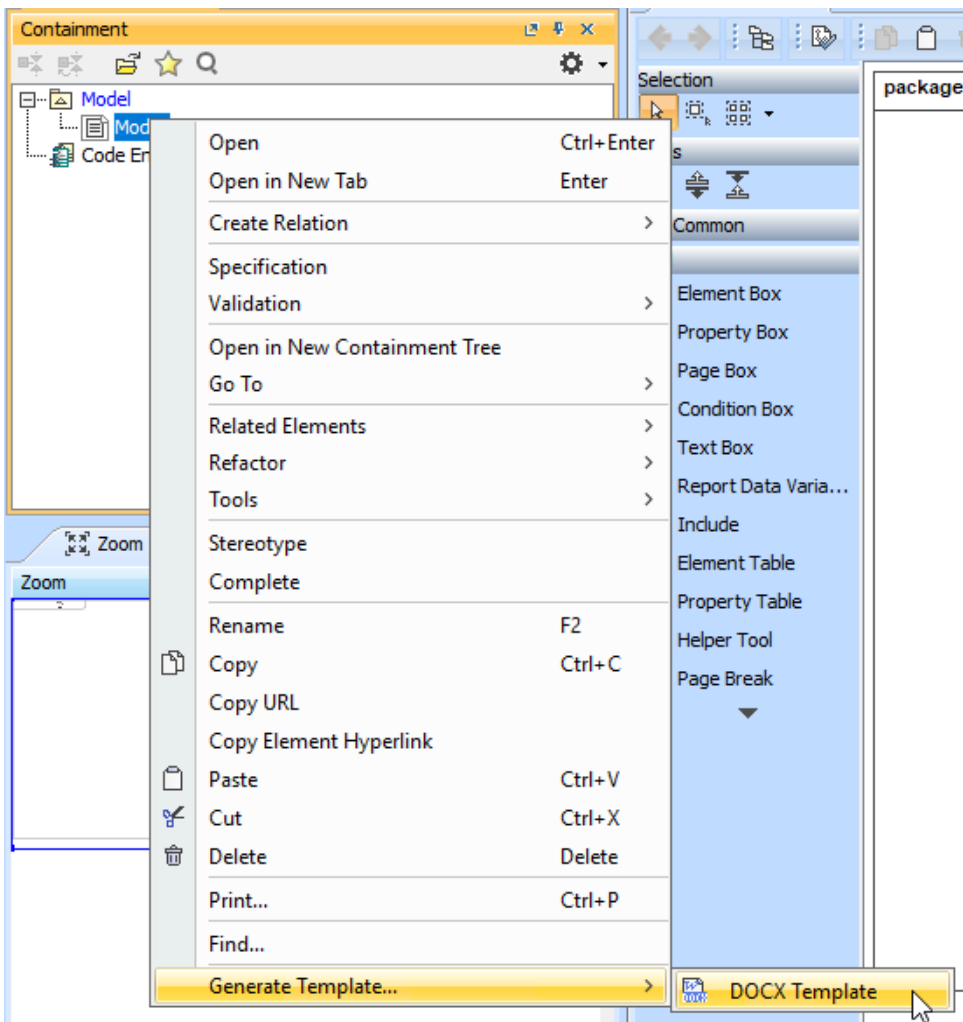 Containment
Model
Mod
Code En
Open Ctrl+Enter
Open in New Tab Enter
Create Relation
Specification
Validation
Open in New Containment Tree
Go To
Related Elements
Refactor
Tools
Stereotype
Complete
Rename F2
Copy Ctrl+C
Copy URL
Copy Element Hyperlink
Paste Ctrl+V
Cut Ctrl+X
Delete Delete
Print... Ctrl+P
Find...
Generate Template...
DOCX Template
Zoom
Zoom
Selection
s
Common
Element Box
Property Box
Page Box
Condition Box
Text Box
Report Data Varia...
Include
Element Table
Property Table
Helper Tool
Page Break
package